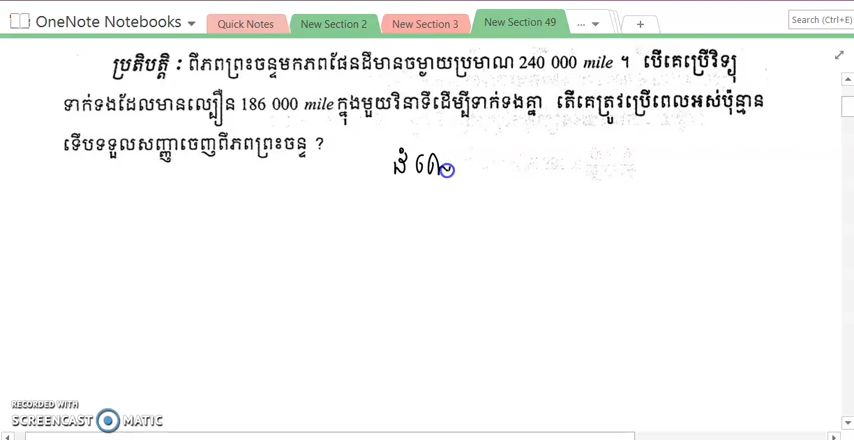 OneNote Notebooks Quick Notes New Section 2 New Section 3 New Section 49 ... + Search (Ctrl+E)
ប្រតិបត្តិ : ពីភពព្រះចន្ទមកភពផែនដីមានចម្ងាយប្រមាណ 240 000 mile ។ បើគេប្រើវិទ្យុ
ទាក់ទងដែលមានល្បឿន 186 000 mile ក្នុងមួយវិនាទីដើម្បីទាក់ទងគ្នា តើគេត្រូវប្រើពេលអស់ប៉ុន្មាន
ទើបទទួលសញ្ញាចេញពីភពព្រះចន្ទ ?
RECORDED WITH
SCREENCAST MATIC